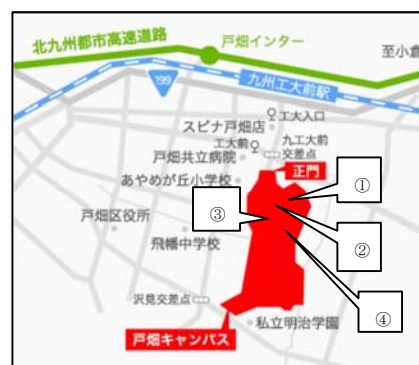 北九州都市高速道路
戸畑インター
至小倉
199
九州工大前駅
工大入口
スピナ戸畑店
工大前
九工大前
交差点
戸畑共立病院
正門
あやめが丘小学校
①
戸畑区役所
③
飛幡中学校
②
沢見交差点
④
私立明治学園
戸畑キャンパス